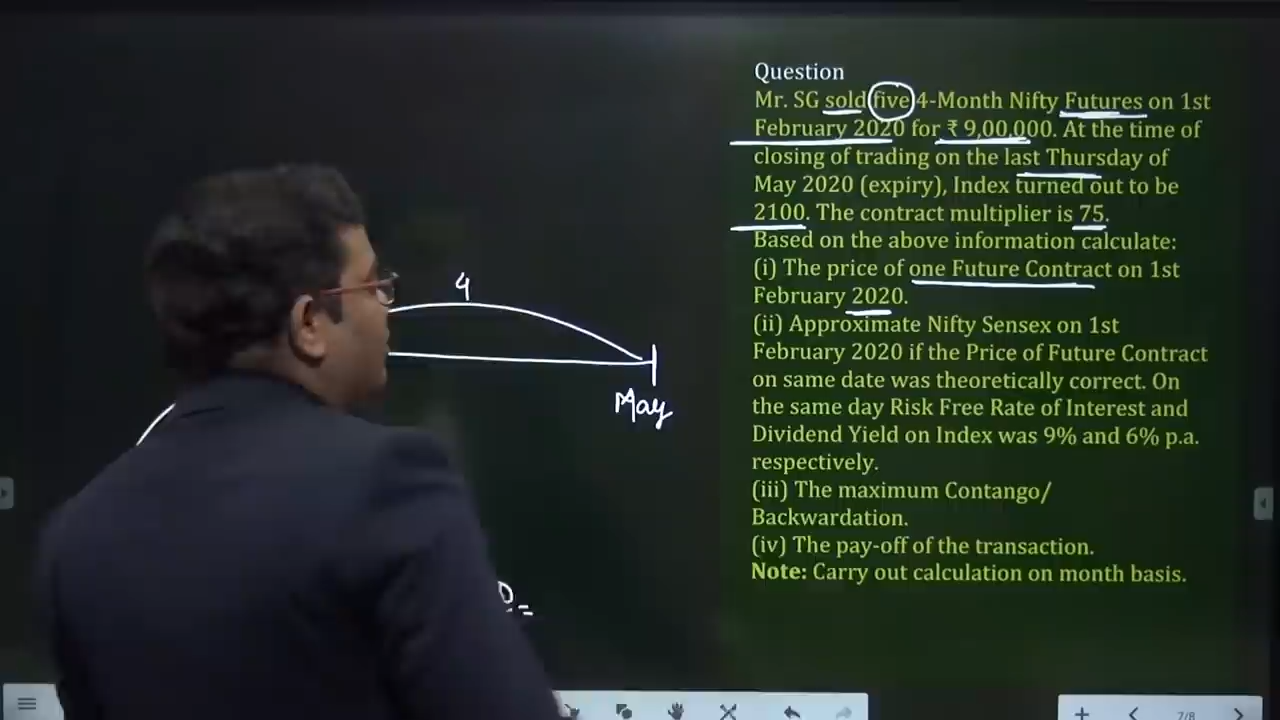 Question
Mr. SG sold five 4-Month Nifty Futures on 1st
February 2020 for ₹ 9,00,000. At the time of
closing of trading on the last Thursday of
May 2020 (expiry), Index turned out to be
2100. The contract multiplier is 75.
Based on the above information calculate:
(i) The price of one Future Contract on 1st
February 2020.
(ii) Approximate Nifty Sensex on 1st
February 2020 if the Price of Future Contract
on same date was theoretically correct. On
the same day Risk Free Rate of Interest and
Dividend Yield on Index was 9% and 6% p.a.
respectively.
(iii) The maximum Contango/
Backwardation.
(iv) The pay-off of the transaction.
Note: Carry out calculation on month basis.
4
May
=
7/8